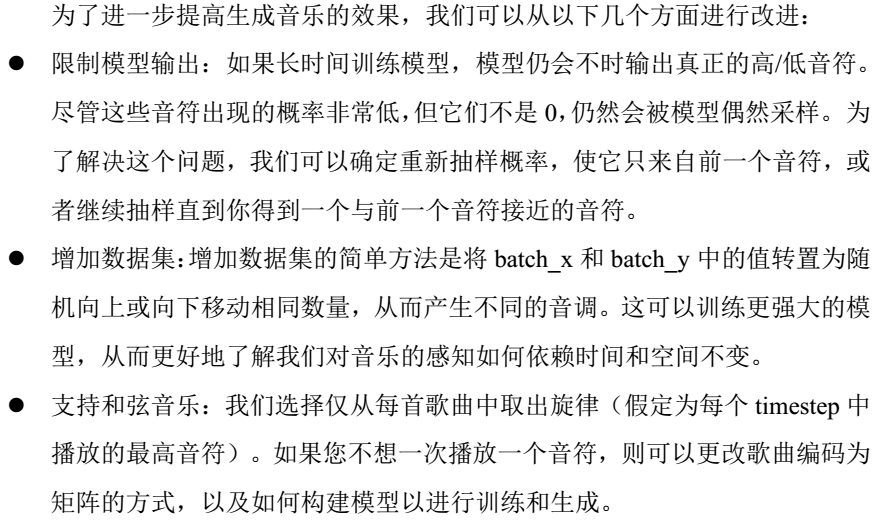 为了进一步提高生成音乐的效果，我们可以从以下几个方面进行改进：
● 限制模型输出：如果长时间训练模型，模型仍会不时输出真正的高/低音符。
尽管这些音符出现的概率非常低，但它们不是 0，仍然会被模型偶然采样。为
了解决这个问题，我们可以确定重新抽样概率，使它只来自前一个音符，或
者继续抽样直到你得到一个与前一个音符接近的音符。
● 增加数据集：增加数据集的简单方法是将 batch_x 和 batch_y 中的值转置为随
机向上或向下移动相同数量，从而产生不同的音调。这可以训练更强大的模
型，从而更好地了解我们对音乐的感知如何依赖时间和空间不变。
● 支持和弦音乐：我们选择仅从每首歌曲中取出旋律（假定为每个 timestep 中
播放的最高音符）。如果您不想一次播放一个音符，则可以更改歌曲编码为
矩阵的方式，以及如何构建模型以进行训练和生成。